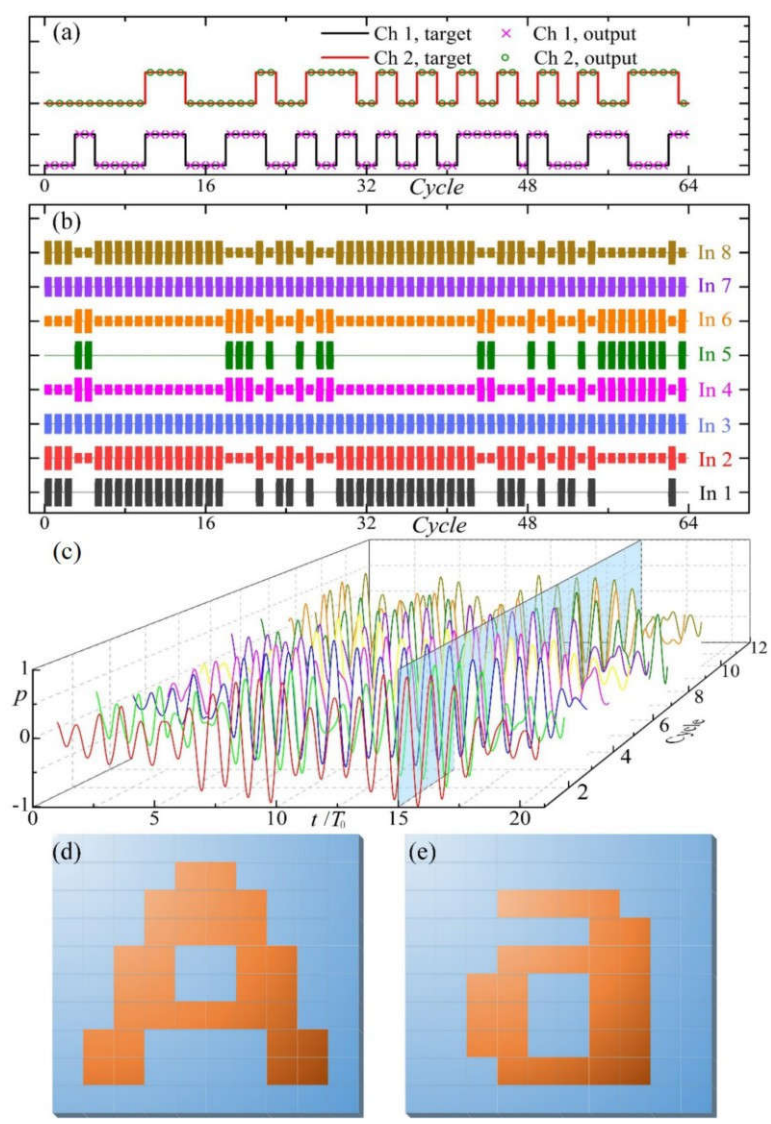 (a)
Ch 1, target
Ch 1, output
Ch 2, target
Ch 2, output
0
16
32
Cycle
48
64
(b)
In 8
In 7
In 6
In 5
In 4
In 3
In 2
In 1
0
16
32
Cycle
48
64
(c)
1
p
0
-1
0
5
10
t /T0
15
20
2
4
6
Cycle
8
10
12
(d)
(e)